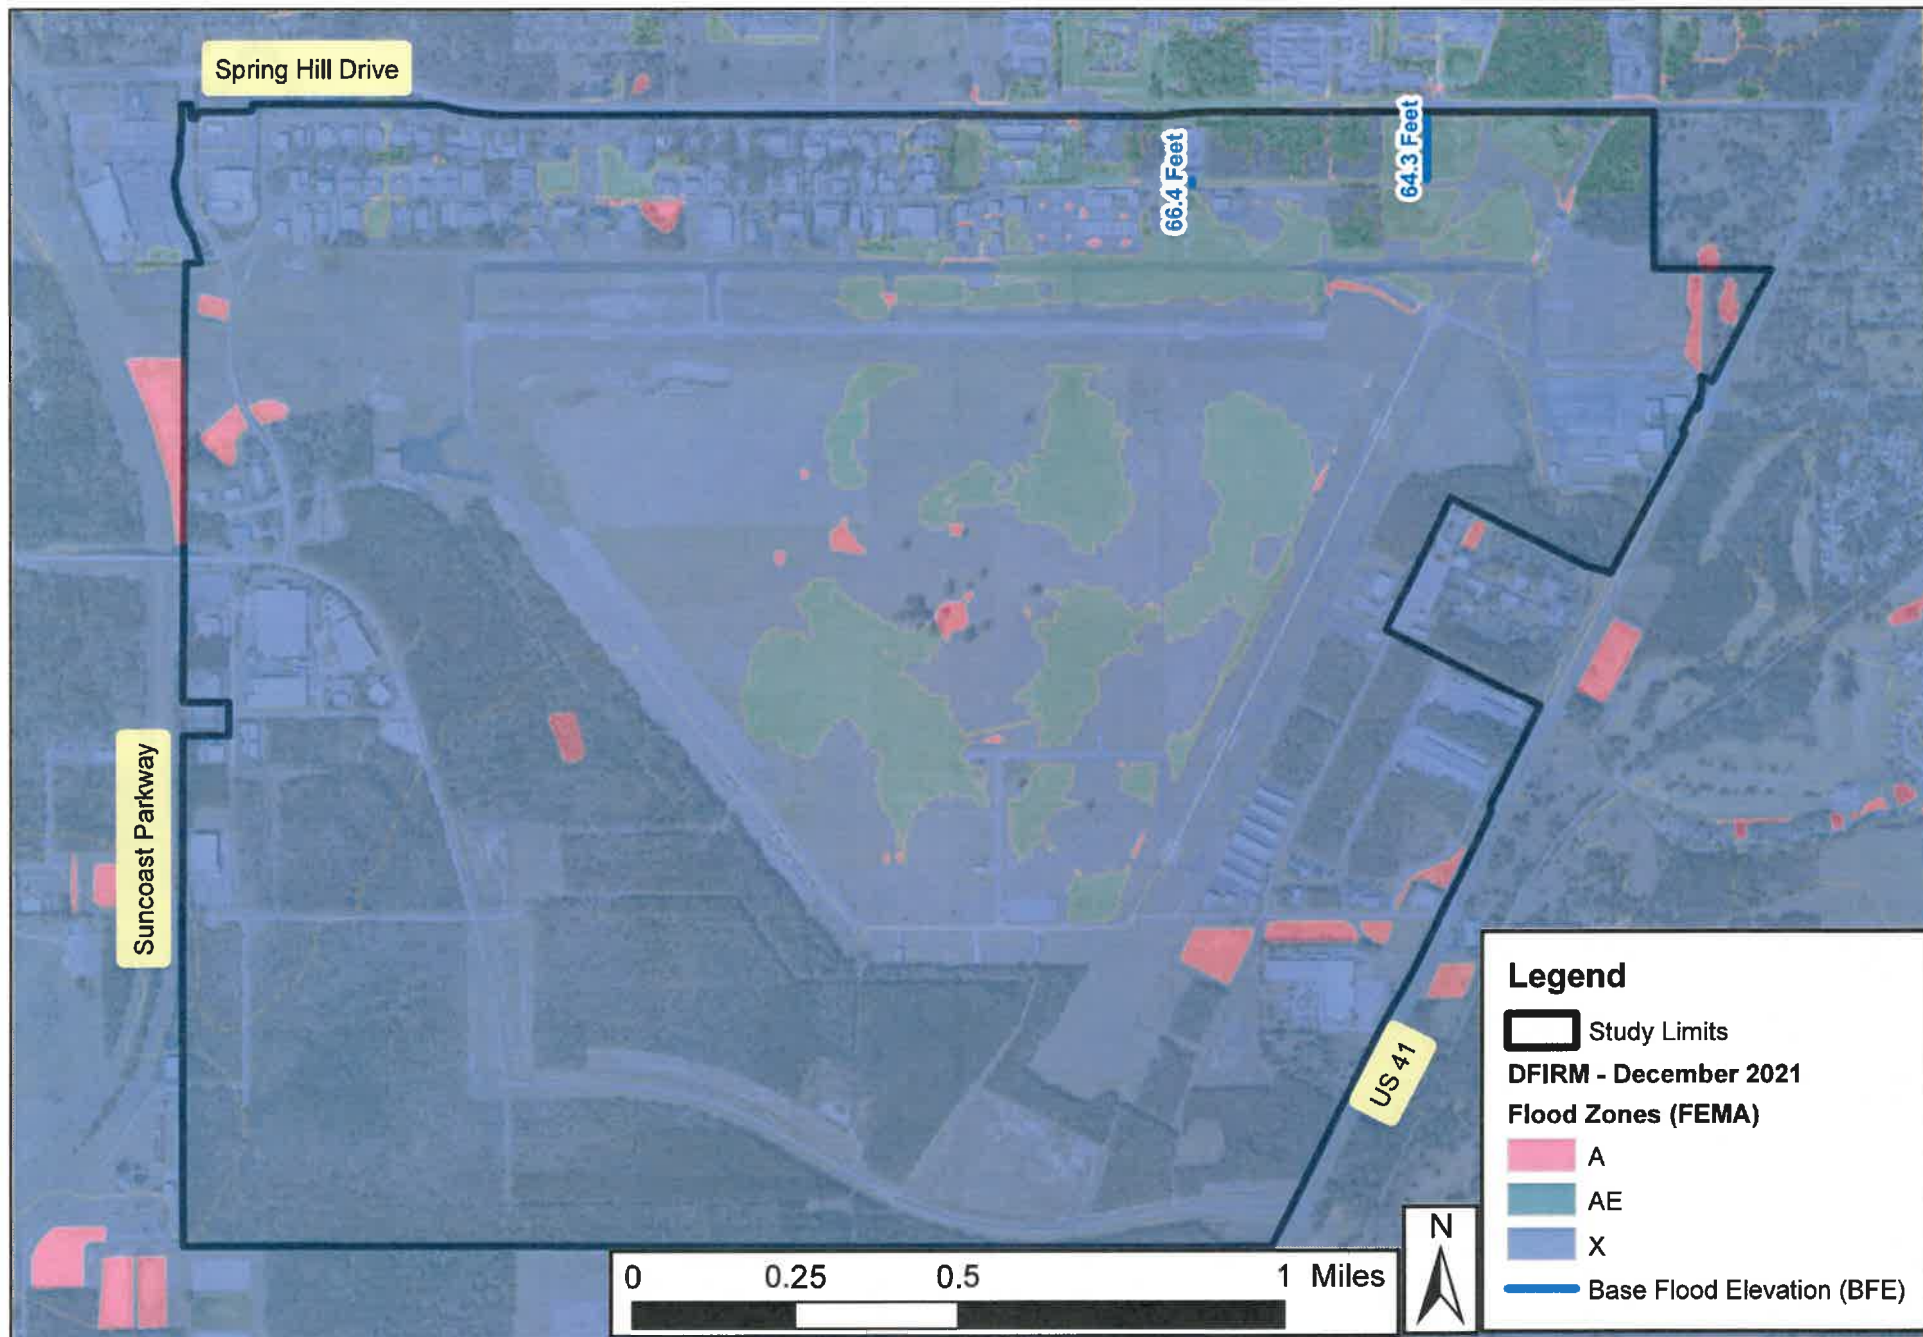 Spring Hill Drive
66.4 Feet
64.3 Feet
Suncoast Parkway
US 41
Legend
Study Limits
DFIRM - December 2021
Flood Zones (FEMA)
A
AE
X
Base Flood Elevation (BFE)
N
0 0.25 0.5 1 Miles